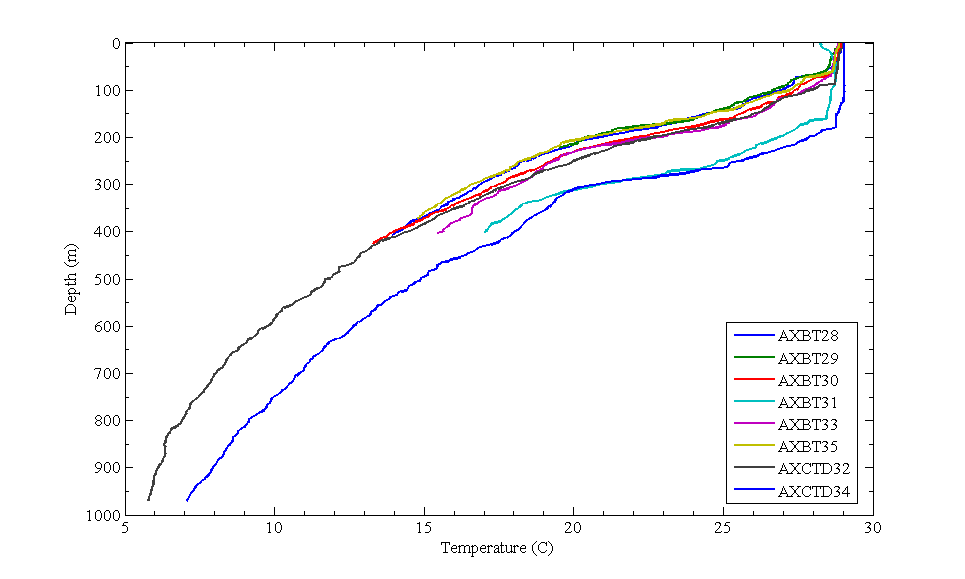 0
100
200
300
400
500
600
700
800
900
1000
Depth (m)
5 10 15 20 25 30
Temperature (C)
AXBT28
AXBT29
AXBT30
AXBT31
AXBT33
AXBT35
AXCTD32
AXCTD34